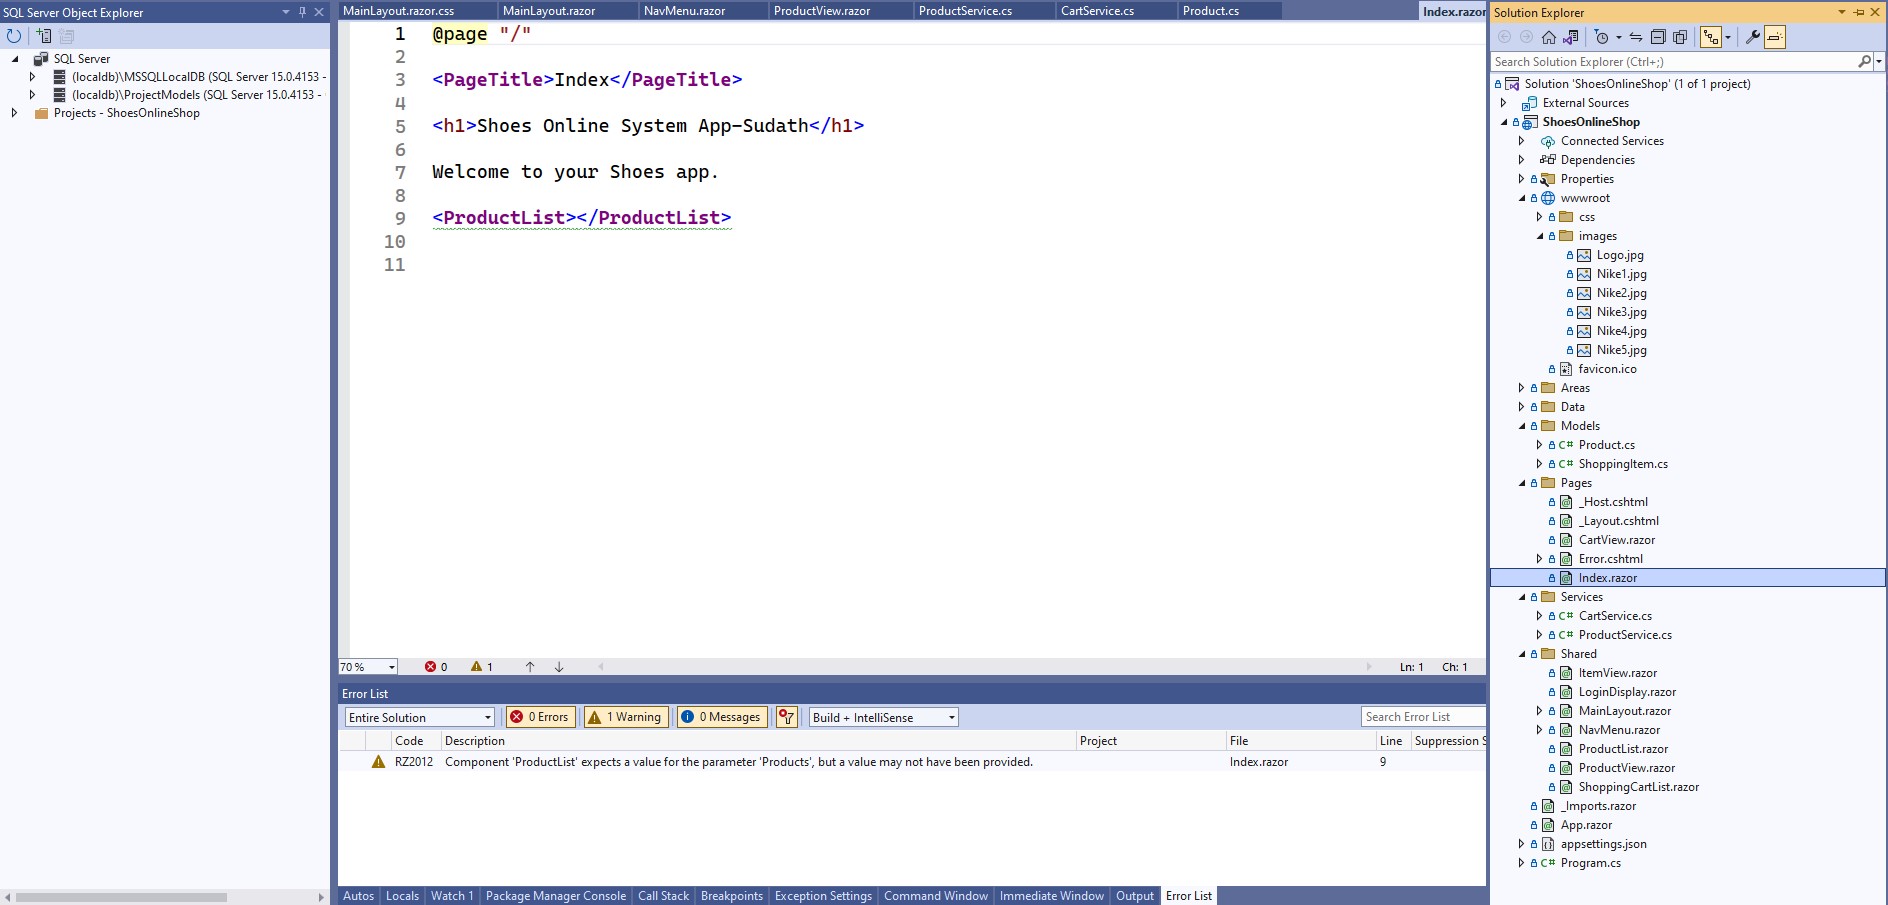 SQL Server Object Explorer
SQL Server
(localdb)\MSSQLLocalDB (SQL Server 15.0.4153 -
(localdb)\ProjectModels (SQL Server 15.0.4153 -
Projects - ShoesOnlineShop
MainLayout.razor.css MainLayout.razor NavMenu.razor ProductView.razor ProductService.cs CartService.cs Product.cs Index.razor
1 @page "/"
2
3 <PageTitle>Index</PageTitle>
4
5 <h1>Shoes Online System App-Sudath</h1>
6
7 Welcome to your Shoes app.
8
9 <ProductList></ProductList>
10
11
70 % 0 1 Ln: 1 Ch: 1
Error List
Entire Solution 0 Errors 1 Warning 0 Messages Build + IntelliSense Search Error List
Code Description Project File Line Suppression S
RZ2012 Component 'ProductList' expects a value for the parameter 'Products', but a value may not have been provided. Index.razor 9
Autos Locals Watch 1 Package Manager Console Call Stack Breakpoints Exception Settings Command Window Immediate Window Output Error List
Solution Explorer
Search Solution Explorer (Ctrl+;)
Solution 'ShoesOnlineShop' (1 of 1 project)
External Sources
ShoesOnlineShop
Connected Services
Dependencies
Properties
wwwroot
css
images
Logo.jpg
Nike1.jpg
Nike2.jpg
Nike3.jpg
Nike4.jpg
Nike5.jpg
favicon.ico
Areas
Data
Models
C# Product.cs
C# ShoppingItem.cs
Pages
_Host.cshtml
_Layout.cshtml
CartView.razor
Error.cshtml
Index.razor
Services
C# CartService.cs
C# ProductService.cs
Shared
ItemView.razor
LoginDisplay.razor
MainLayout.razor
NavMenu.razor
ProductList.razor
ProductView.razor
ShoppingCartList.razor
_Imports.razor
App.razor
appsettings.json
C# Program.cs